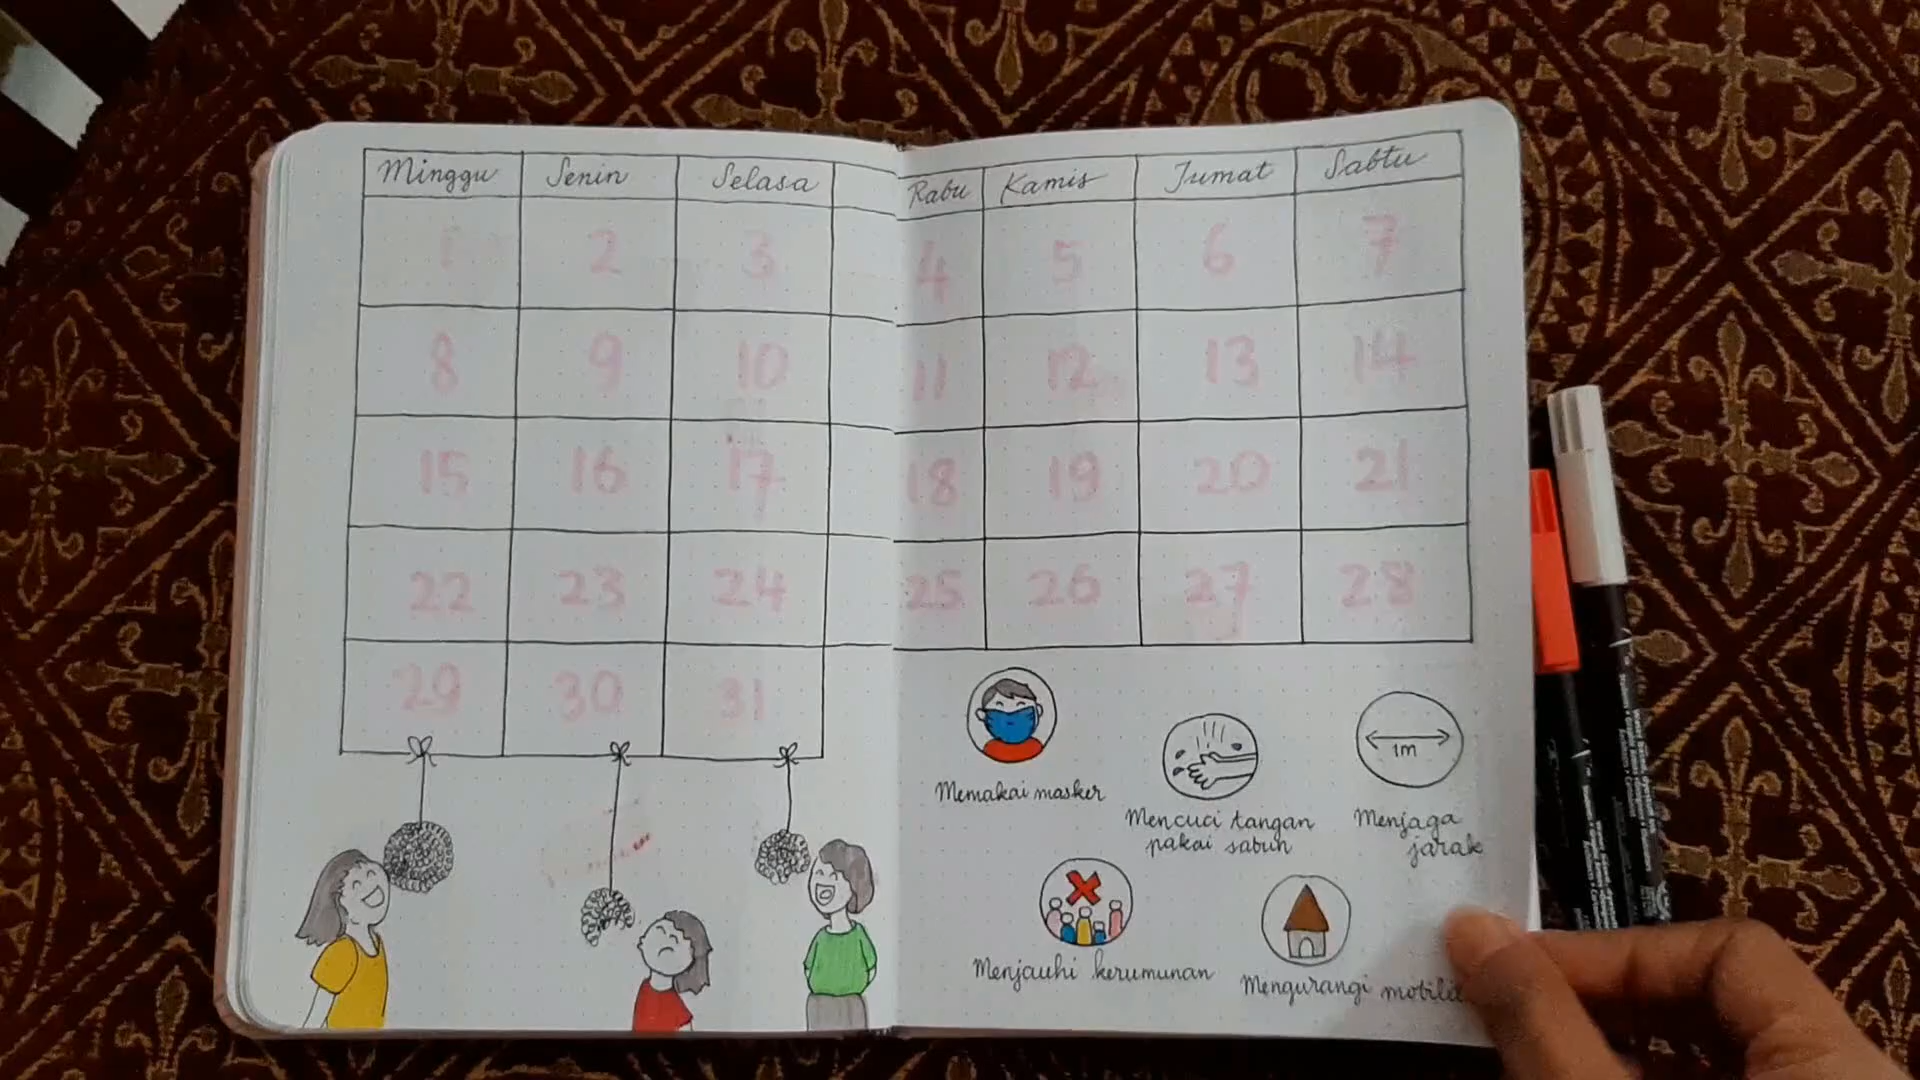 Minggu Senin Selasa Rabu Kamis Jumat Sabtu
1 2 3 4 5 6 7
8 9 10 11 12 13 14
15 16 17 18 19 20 21
22 23 24 25 26 27 28
29 30 31
Memakai masker
Mencuci tangan
pakai sabun
1m
Menjaga
jarak
Menjauhi kerumunan
Mengurangi